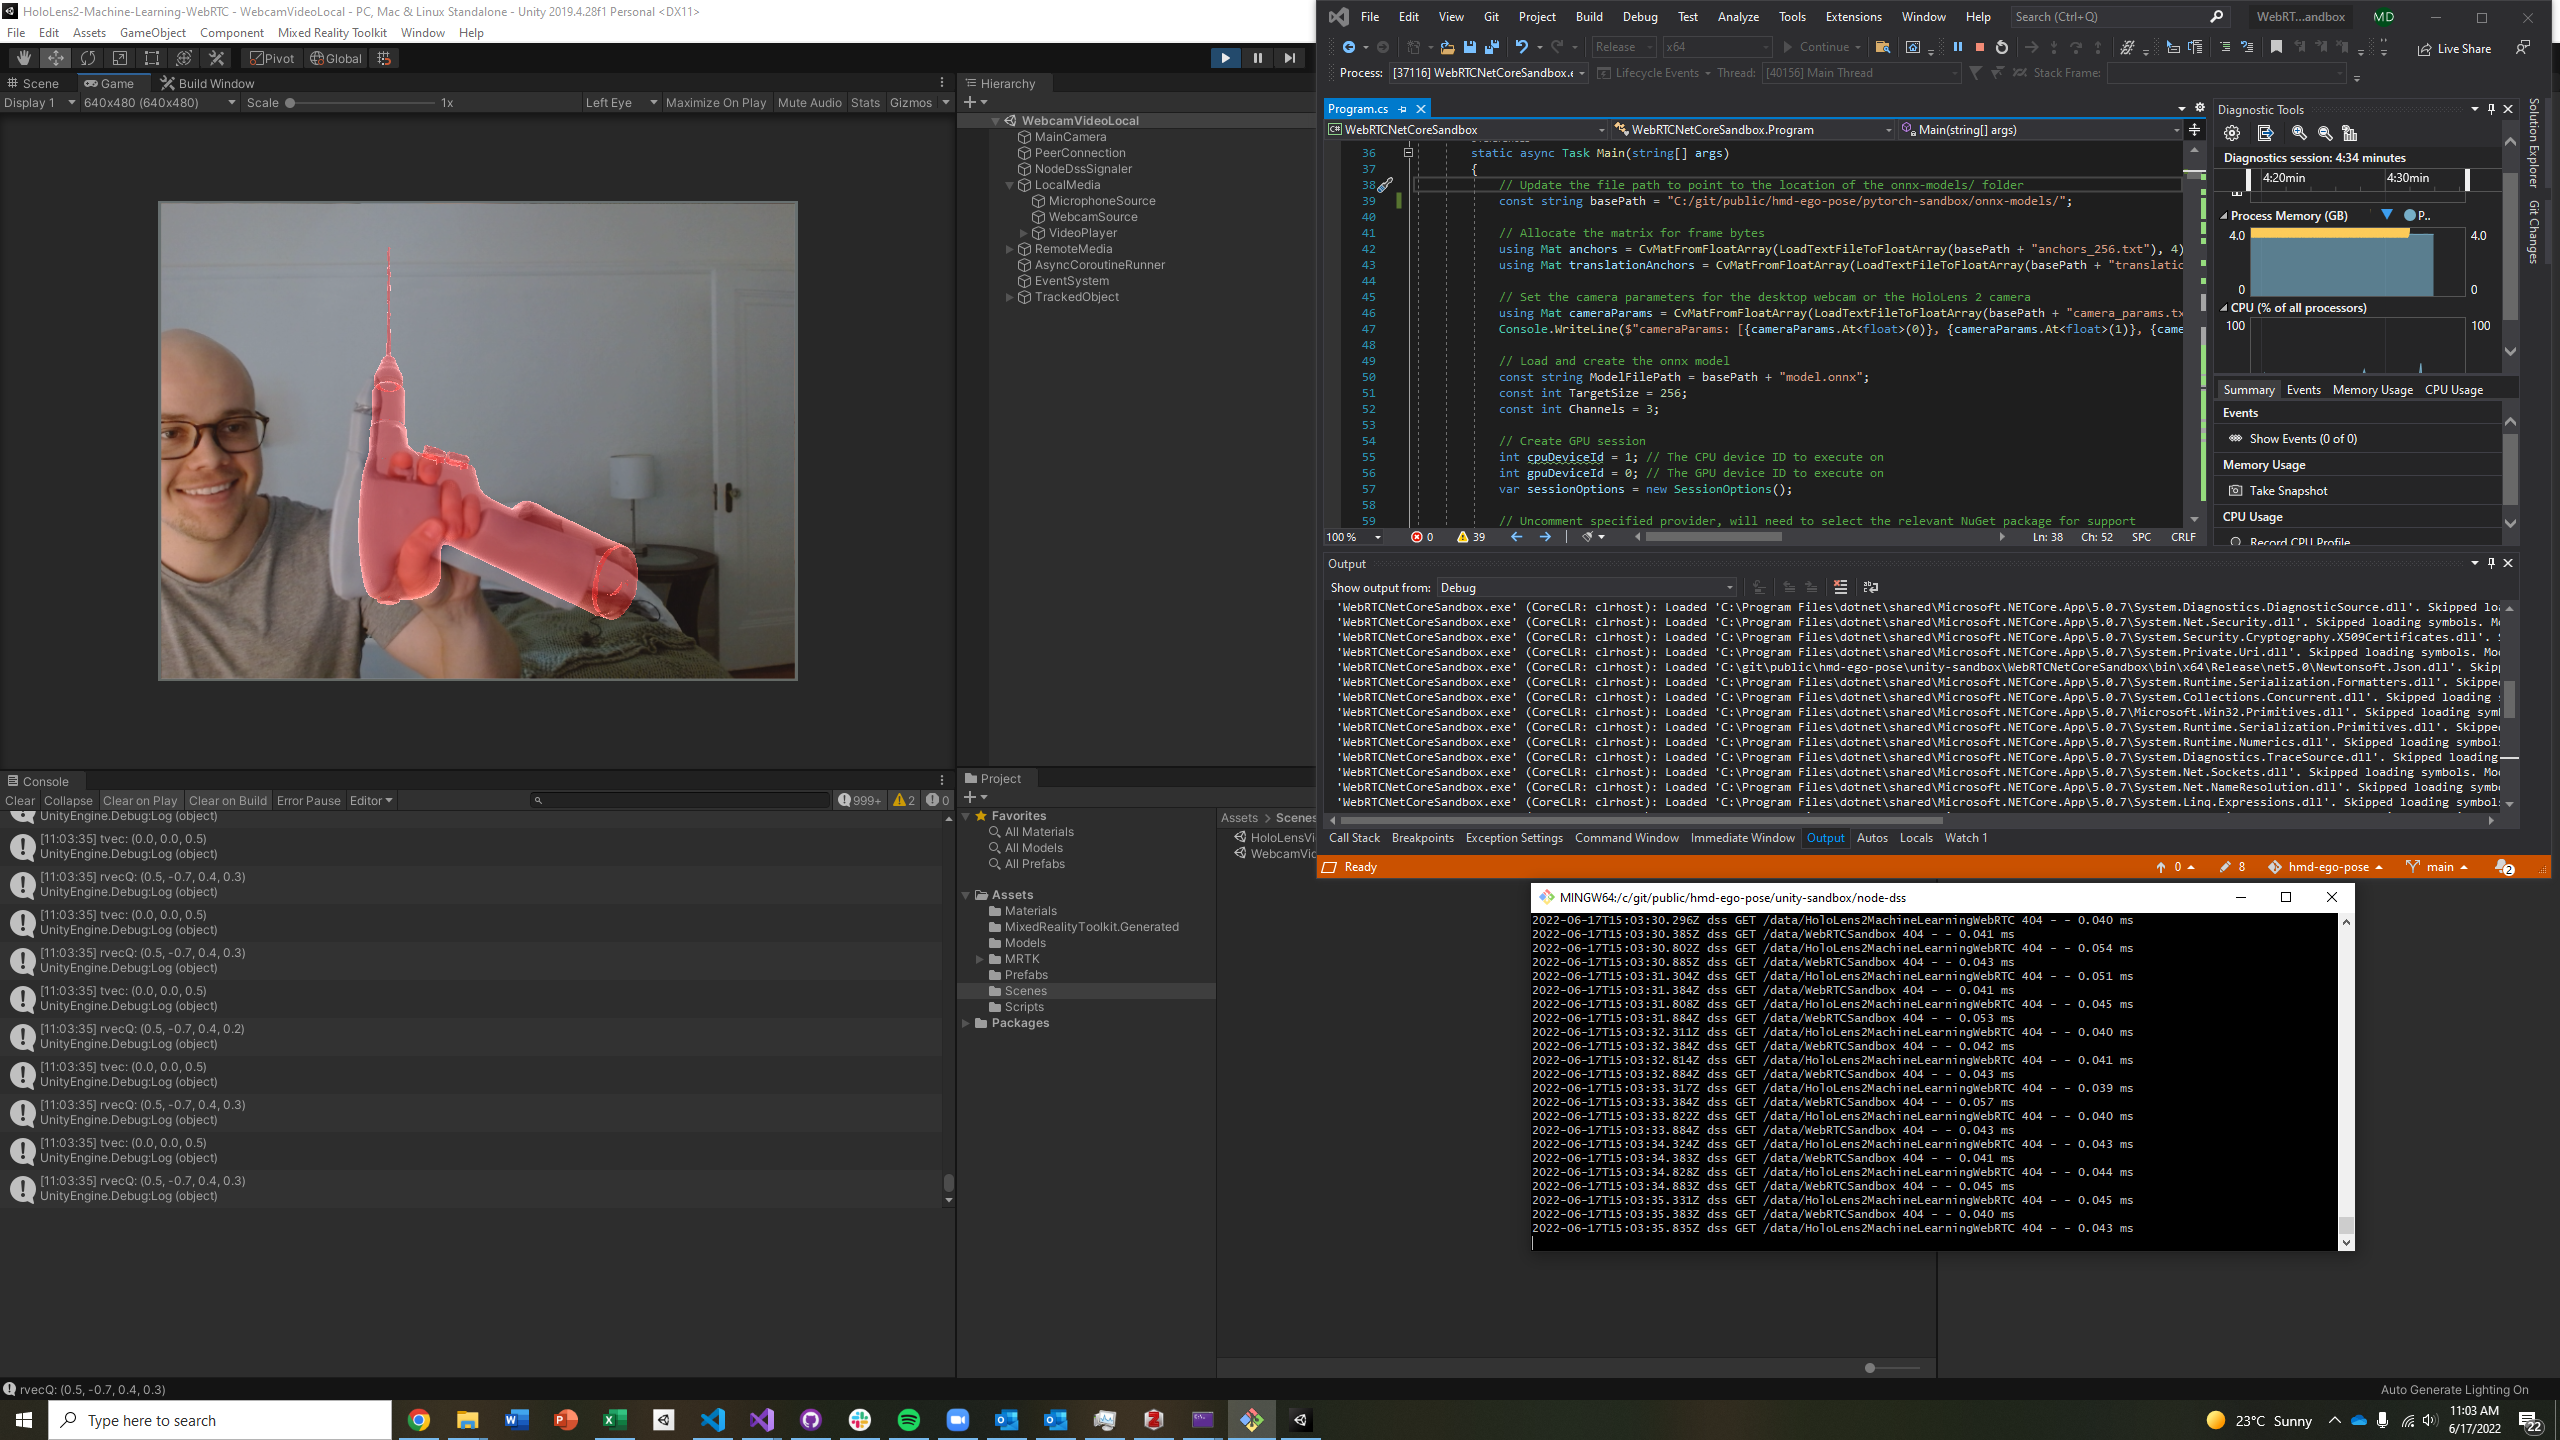 HoloLens2-Machine-Learning-WebRTC - WebcamVideoLocal - PC, Mac & Linux Standalone - Unity 2019.4.28f1 Personal <DX11>
File Edit Assets GameObject Component Mixed Reality Toolkit Window Help
Pivot Global
Scene Game Build Window
Display 1 640x480 (640x480) Scale 1x Left Eye Maximize On Play Mute Audio Stats Gizmos
Console
Clear Collapse Clear on Play Clear on Build Error Pause Editor 999+ 2 0
UnityEngine.Debug:Log (object)
[11:03:35] tvec: (0.0, 0.0, 0.5)
UnityEngine.Debug:Log (object)
[11:03:35] rvecQ: (0.5, -0.7, 0.4, 0.3)
UnityEngine.Debug:Log (object)
[11:03:35] tvec: (0.0, 0.0, 0.5)
UnityEngine.Debug:Log (object)
[11:03:35] rvecQ: (0.5, -0.7, 0.4, 0.3)
UnityEngine.Debug:Log (object)
[11:03:35] tvec: (0.0, 0.0, 0.5)
UnityEngine.Debug:Log (object)
[11:03:35] rvecQ: (0.5, -0.7, 0.4, 0.2)
UnityEngine.Debug:Log (object)
[11:03:35] tvec: (0.0, 0.0, 0.5)
UnityEngine.Debug:Log (object)
[11:03:35] rvecQ: (0.5, -0.7, 0.4, 0.3)
UnityEngine.Debug:Log (object)
[11:03:35] tvec: (0.0, 0.0, 0.5)
UnityEngine.Debug:Log (object)
[11:03:35] rvecQ: (0.5, -0.7, 0.4, 0.3)
UnityEngine.Debug:Log (object)
rvecQ: (0.5, -0.7, 0.4, 0.3)
Hierarchy
WebcamVideoLocal
MainCamera
PeerConnection
NodeDssSignaler
LocalMedia
MicrophoneSource
WebcamSource
VideoPlayer
RemoteMedia
AsyncCoroutineRunner
EventSystem
TrackedObject
Project
Favorites
All Materials
All Models
All Prefabs
Assets
Materials
MixedRealityToolkit.Generated
Models
MRTK
Prefabs
Scenes
Scripts
Packages
Assets > Scenes
HoloLensVi
WebcamVid
File Edit View Git Project Build Debug Test Analyze Tools Extensions Window Help Search (Ctrl+Q) WebRT...andbox MD
Release x64 Continue Live Share
Process: [37116] WebRTCNetCoreSandbox.e Lifecycle Events Thread: [40156] Main Thread Stack Frame:
Program.cs
WebRTCNetCoreSandbox WebRTCNetCoreSandbox.Program Main(string[] args)
36 static async Task Main(string[] args)
37 {
38 // Update the file path to point to the location of the onnx-models/ folder
39 const string basePath = "C:/git/public/hmd-ego-pose/pytorch-sandbox/onnx-models/";
40
41 // Allocate the matrix for frame bytes
42 using Mat anchors = CvMatFromFloatArray(LoadTextFileToFloatArray(basePath + "anchors_256.txt"), 4)
43 using Mat translationAnchors = CvMatFromFloatArray(LoadTextFileToFloatArray(basePath + "translatio
44
45 // Set the camera parameters for the desktop webcam or the HoloLens 2 camera
46 using Mat cameraParams = CvMatFromFloatArray(LoadTextFileToFloatArray(basePath + "camera_params.tx
47 Console.WriteLine($"cameraParams: [{cameraParams.At<float>(0)}, {cameraParams.At<float>(1)}, {came
48
49 // Load and create the onnx model
50 const string ModelFilePath = basePath + "model.onnx";
51 const int TargetSize = 256;
52 const int Channels = 3;
53
54 // Create GPU session
55 int cpuDeviceId = 1; // The CPU device ID to execute on
56 int gpuDeviceId = 0; // The GPU device ID to execute on
57 var sessionOptions = new SessionOptions();
58
59 // Uncomment specified provider, will need to select the relevant NuGet package for support
100 % 0 39 Ln: 38 Ch: 52 SPC CRLF
Diagnostic Tools
Diagnostics session: 4:34 minutes
4:20min 4:30min
Process Memory (GB) P..
4.0 4.0
0 0
CPU (% of all processors)
100 100
Summary Events Memory Usage CPU Usage
Events
Show Events (0 of 0)
Memory Usage
Take Snapshot
CPU Usage
Record CPU Profile
Solution Explorer
Git Changes
Output
Show output from: Debug
'WebRTCNetCoreSandbox.exe' (CoreCLR: clrhost): Loaded 'C:\Program Files\dotnet\shared\Microsoft.NETCore.App\5.0.7\System.Diagnostics.DiagnosticSource.dll'. Skipped loa
'WebRTCNetCoreSandbox.exe' (CoreCLR: clrhost): Loaded 'C:\Program Files\dotnet\shared\Microsoft.NETCore.App\5.0.7\System.Net.Security.dll'. Skipped loading symbols. Mo
'WebRTCNetCoreSandbox.exe' (CoreCLR: clrhost): Loaded 'C:\Program Files\dotnet\shared\Microsoft.NETCore.App\5.0.7\System.Security.Cryptography.X509Certificates.dll'. S
'WebRTCNetCoreSandbox.exe' (CoreCLR: clrhost): Loaded 'C:\Program Files\dotnet\shared\Microsoft.NETCore.App\5.0.7\System.Private.Uri.dll'. Skipped loading symbols. Mod
'WebRTCNetCoreSandbox.exe' (CoreCLR: clrhost): Loaded 'C:\git\public\hmd-ego-pose\unity-sandbox\WebRTCNetCoreSandbox\bin\x64\Release\net5.0\Newtonsoft.Json.dll'. Skipp
'WebRTCNetCoreSandbox.exe' (CoreCLR: clrhost): Loaded 'C:\Program Files\dotnet\shared\Microsoft.NETCore.App\5.0.7\System.Runtime.Serialization.Formatters.dll'. Skipped
'WebRTCNetCoreSandbox.exe' (CoreCLR: clrhost): Loaded 'C:\Program Files\dotnet\shared\Microsoft.NETCore.App\5.0.7\System.Collections.Concurrent.dll'. Skipped loading s
'WebRTCNetCoreSandbox.exe' (CoreCLR: clrhost): Loaded 'C:\Program Files\dotnet\shared\Microsoft.NETCore.App\5.0.7\Microsoft.Win32.Primitives.dll'. Skipped loading symb
'WebRTCNetCoreSandbox.exe' (CoreCLR: clrhost): Loaded 'C:\Program Files\dotnet\shared\Microsoft.NETCore.App\5.0.7\System.Runtime.Serialization.Primitives.dll'. Skipped
'WebRTCNetCoreSandbox.exe' (CoreCLR: clrhost): Loaded 'C:\Program Files\dotnet\shared\Microsoft.NETCore.App\5.0.7\System.Runtime.Numerics.dll'. Skipped loading symbols
'WebRTCNetCoreSandbox.exe' (CoreCLR: clrhost): Loaded 'C:\Program Files\dotnet\shared\Microsoft.NETCore.App\5.0.7\System.Diagnostics.TraceSource.dll'. Skipped loading
'WebRTCNetCoreSandbox.exe' (CoreCLR: clrhost): Loaded 'C:\Program Files\dotnet\shared\Microsoft.NETCore.App\5.0.7\System.Net.Sockets.dll'. Skipped loading symbols. Mod
'WebRTCNetCoreSandbox.exe' (CoreCLR: clrhost): Loaded 'C:\Program Files\dotnet\shared\Microsoft.NETCore.App\5.0.7\System.Net.NameResolution.dll'. Skipped loading symbo
'WebRTCNetCoreSandbox.exe' (CoreCLR: clrhost): Loaded 'C:\Program Files\dotnet\shared\Microsoft.NETCore.App\5.0.7\System.Linq.Expressions.dll'. Skipped loading symbols
Call Stack Breakpoints Exception Settings Command Window Immediate Window Output Autos Locals Watch 1
Ready 0 8 hmd-ego-pose main 2
MINGW64:/c/git/public/hmd-ego-pose/unity-sandbox/node-dss
2022-06-17T15:03:30.296Z dss GET /data/HoloLens2MachineLearningWebRTC 404 - - 0.040 ms
2022-06-17T15:03:30.385Z dss GET /data/WebRTCSandbox 404 - - 0.041 ms
2022-06-17T15:03:30.802Z dss GET /data/HoloLens2MachineLearningWebRTC 404 - - 0.054 ms
2022-06-17T15:03:30.885Z dss GET /data/WebRTCSandbox 404 - - 0.043 ms
2022-06-17T15:03:31.304Z dss GET /data/HoloLens2MachineLearningWebRTC 404 - - 0.051 ms
2022-06-17T15:03:31.384Z dss GET /data/WebRTCSandbox 404 - - 0.041 ms
2022-06-17T15:03:31.808Z dss GET /data/HoloLens2MachineLearningWebRTC 404 - - 0.045 ms
2022-06-17T15:03:31.884Z dss GET /data/WebRTCSandbox 404 - - 0.053 ms
2022-06-17T15:03:32.311Z dss GET /data/HoloLens2MachineLearningWebRTC 404 - - 0.040 ms
2022-06-17T15:03:32.384Z dss GET /data/WebRTCSandbox 404 - - 0.042 ms
2022-06-17T15:03:32.814Z dss GET /data/HoloLens2MachineLearningWebRTC 404 - - 0.041 ms
2022-06-17T15:03:32.884Z dss GET /data/WebRTCSandbox 404 - - 0.043 ms
2022-06-17T15:03:33.317Z dss GET /data/HoloLens2MachineLearningWebRTC 404 - - 0.039 ms
2022-06-17T15:03:33.384Z dss GET /data/WebRTCSandbox 404 - - 0.057 ms
2022-06-17T15:03:33.822Z dss GET /data/HoloLens2MachineLearningWebRTC 404 - - 0.040 ms
2022-06-17T15:03:33.884Z dss GET /data/WebRTCSandbox 404 - - 0.043 ms
2022-06-17T15:03:34.324Z dss GET /data/HoloLens2MachineLearningWebRTC 404 - - 0.043 ms
2022-06-17T15:03:34.383Z dss GET /data/WebRTCSandbox 404 - - 0.041 ms
2022-06-17T15:03:34.828Z dss GET /data/HoloLens2MachineLearningWebRTC 404 - - 0.044 ms
2022-06-17T15:03:34.883Z dss GET /data/WebRTCSandbox 404 - - 0.045 ms
2022-06-17T15:03:35.331Z dss GET /data/HoloLens2MachineLearningWebRTC 404 - - 0.045 ms
2022-06-17T15:03:35.383Z dss GET /data/WebRTCSandbox 404 - - 0.040 ms
2022-06-17T15:03:35.835Z dss GET /data/HoloLens2MachineLearningWebRTC 404 - - 0.043 ms
Auto Generate Lighting On
Type here to search
23°C Sunny
11:03 AM
6/17/2022
22